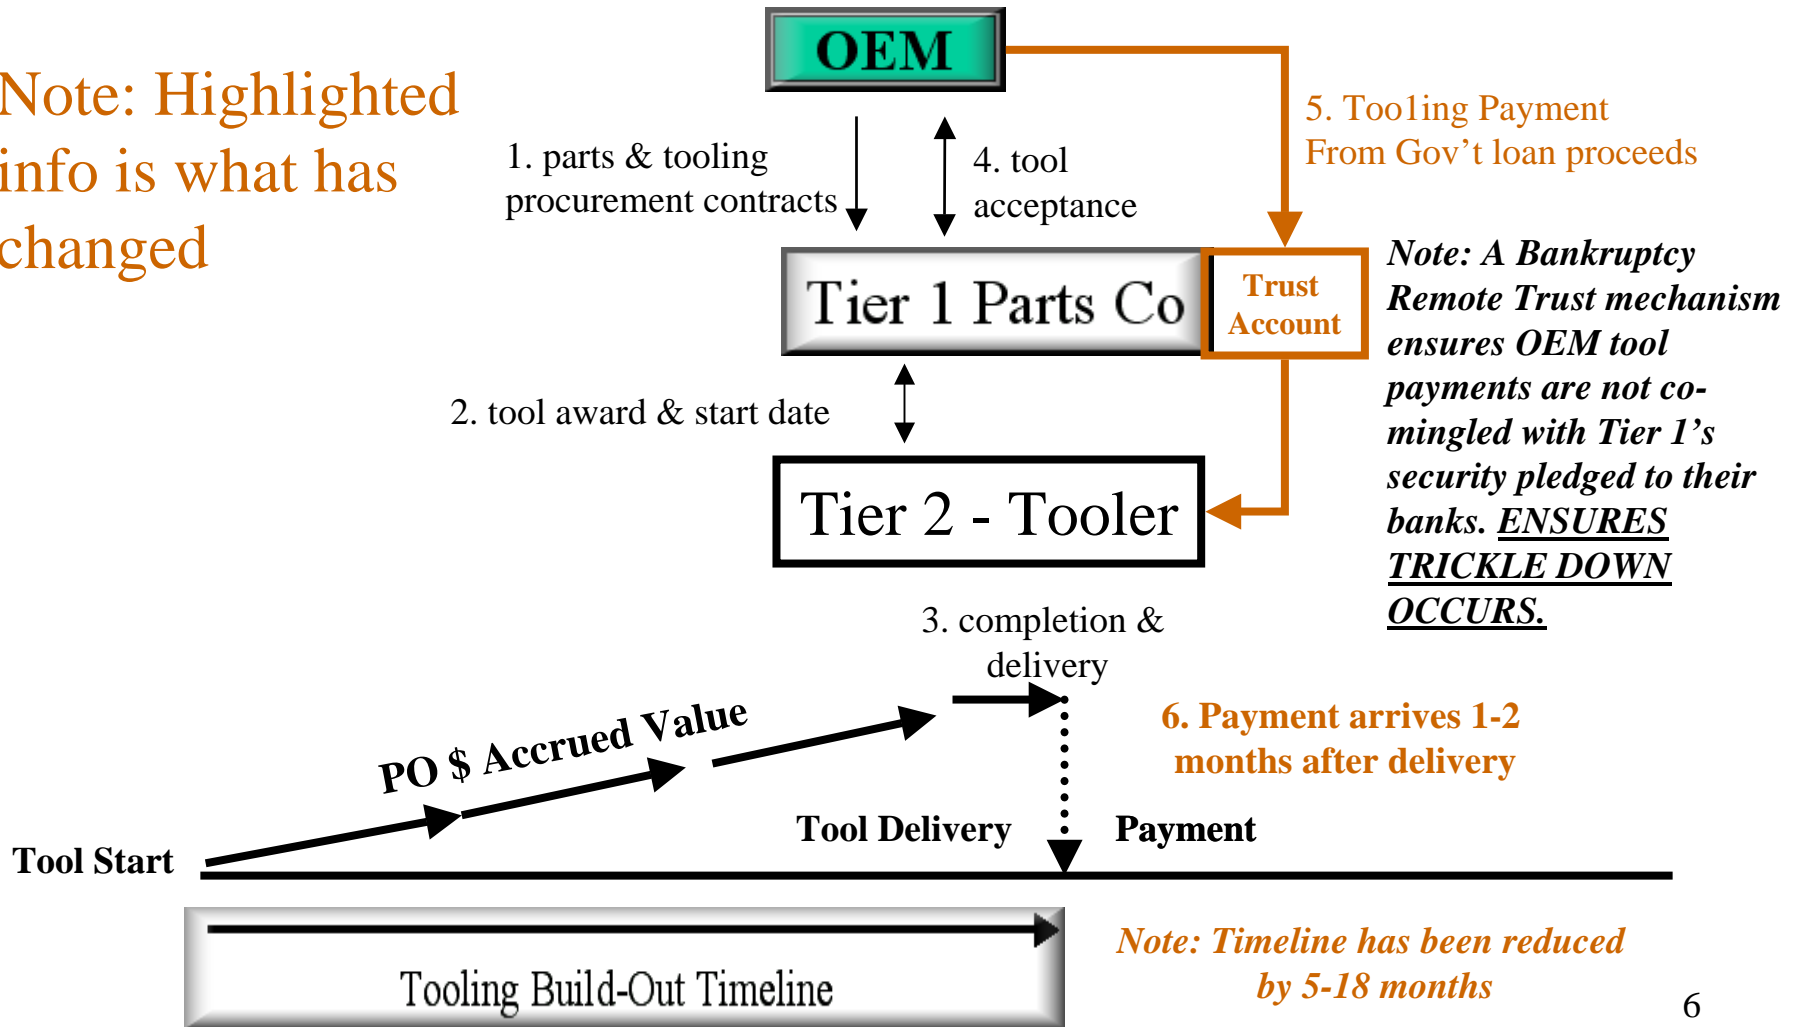 OEM
Note: Highlighted
info is what has
changed
5. Too1ing Payment
From Gov't loan proceeds
1. parts & tooling
procurement contracts
4. tool
acceptance
Tier 1 Parts Co
Trust
Account
Note: A Bankruptcy
Remote Trust mechanism
ensures OEM tool
payments are not co-
mingled with Tier 1's
security pledged to their
banks. ENSURES
TRICKLE DOWN
OCCURS.
2. tool award & start date
Tier 2 - Tooler
3. completion &
delivery
PO $ Accrued Value
6. Payment arrives 1-2
months after delivery
Tool Delivery
Payment
Tool Start
Tooling Build-Out Timeline
Note: Timeline has been reduced
by 5-18 months
6